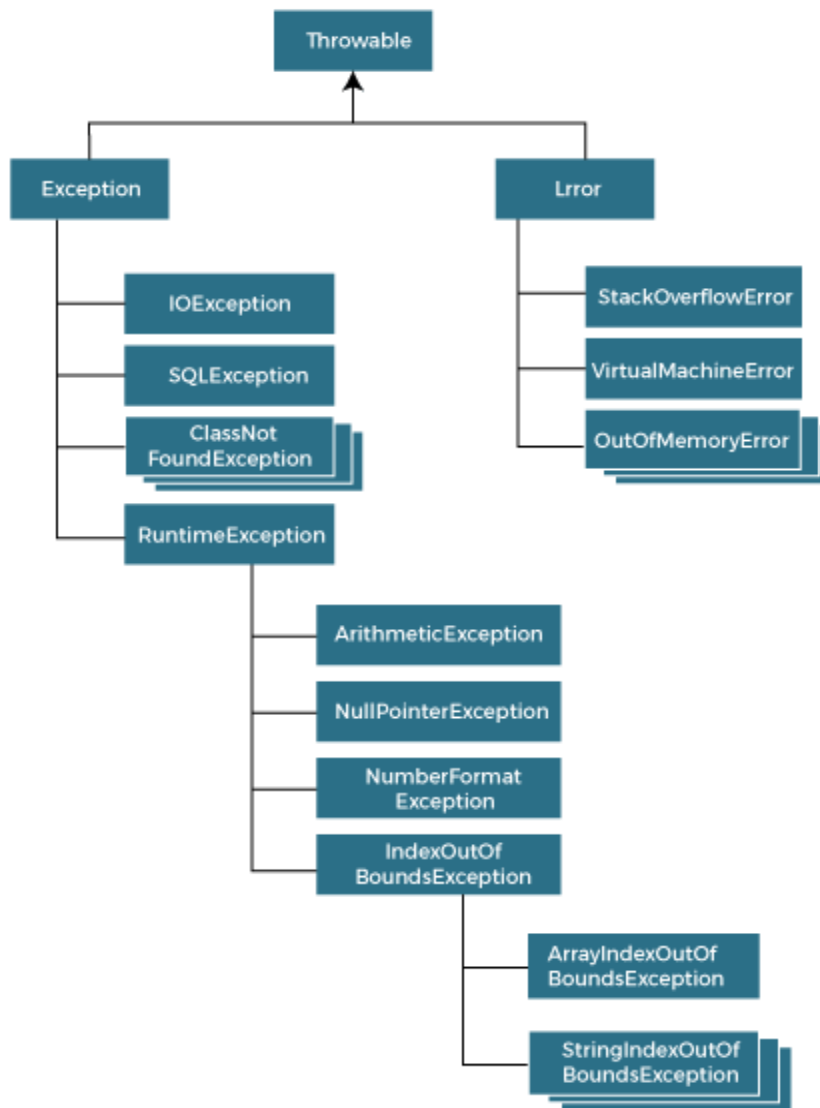 Throwable
Exception
Lrror
IOException
SQLException
ClassNot
FoundException
RuntimeException
StackOverflowError
VirtualMachineError
OutOfMemoryError
ArithmeticException
NullPointerException
NumberFormat
Exception
IndexOutOf
BoundsException
ArrayIndexOutOf
BoundsException
StringIndexOutOf
BoundsException